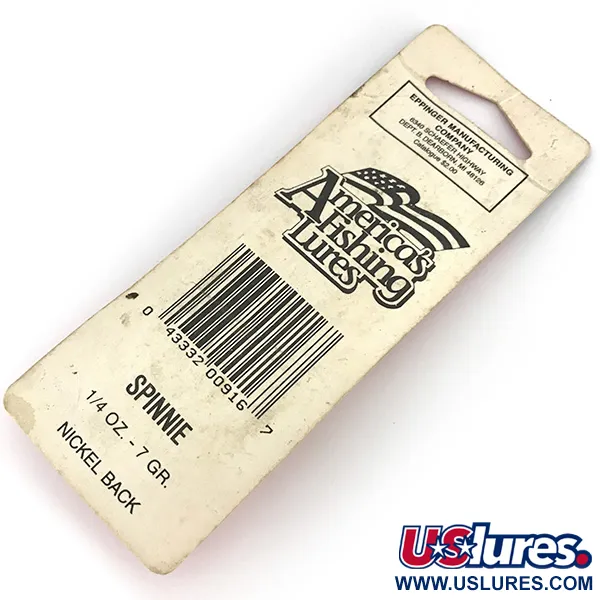 EPPINGER MANUFACTURING
COMPANY
6340 SCHAEFER HIGHWAY
DEPT. B, DEARBORN, MI 48126
Catalogue $2.00
America's
Fishing
Lures
0 43332 00916 7
SPINNIE
1/4 OZ. - 7 GR.
NICKEL BACK
USlures.
WWW.USLURES.COM